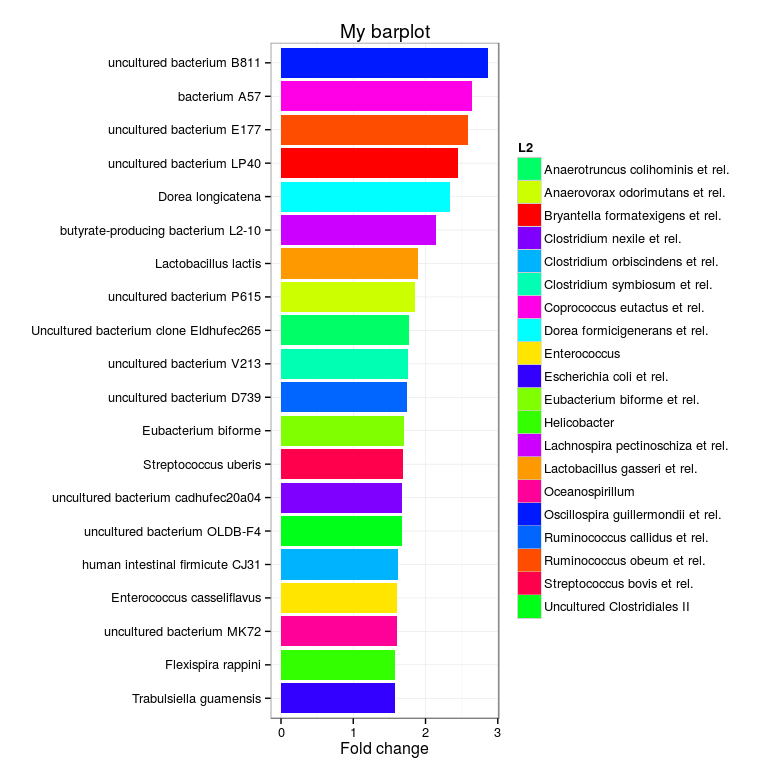 My barplot
uncultured bacterium B811
bacterium A57
uncultured bacterium E177
uncultured bacterium LP40
Dorea longicatena
butyrate-producing bacterium L2-10
Lactobacillus lactis
uncultured bacterium P615
Uncultured bacterium clone Eldhufec265
uncultured bacterium V213
uncultured bacterium D739
Eubacterium biforme
Streptococcus uberis
uncultured bacterium cadhufec20a04
uncultured bacterium OLDB-F4
human intestinal firmicute CJ31
Enterococcus casseliflavus
uncultured bacterium MK72
Flexispira rappini
Trabulsiella guamensis
0 1 2 3
Fold change
L2
Anaerotruncus colihominis et rel.
Anaerovorax odorimutans et rel.
Bryantella formatexigens et rel.
Clostridium nexile et rel.
Clostridium orbiscindens et rel.
Clostridium symbiosum et rel.
Coprococcus eutactus et rel.
Dorea formicigenerans et rel.
Enterococcus
Escherichia coli et rel.
Eubacterium biforme et rel.
Helicobacter
Lachnospira pectinoschiza et rel.
Lactobacillus gasseri et rel.
Oceanospirillum
Oscillospira guillermondii et rel.
Ruminococcus callidus et rel.
Ruminococcus obeum et rel.
Streptococcus bovis et rel.
Uncultured Clostridiales II